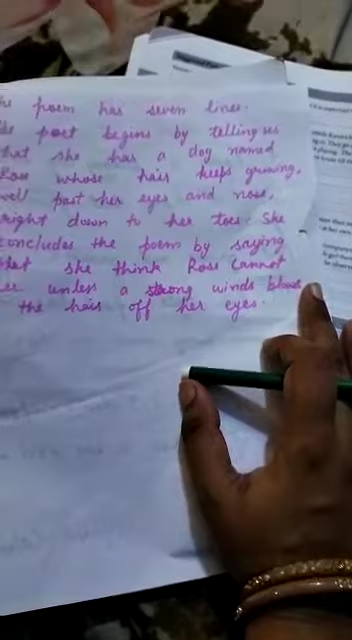 he poem has seven lines.
he poet begins by telling us
that she has a dog named
Ross whose hair keeps growing,
well past her eyes and nose,
right down to her toes. She
concludes the poem by saying
that she think Ross cannot
see unless a strong winds blows
the hair off her eyes.